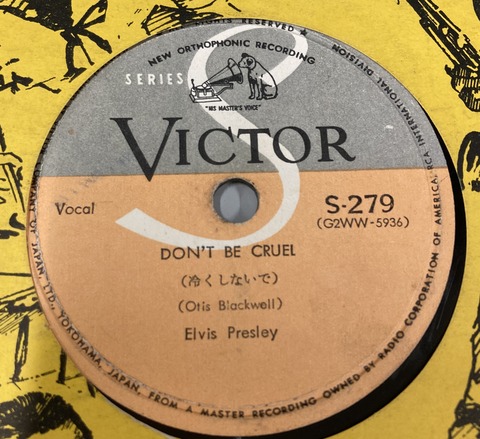 RESERVED ★
NEW ORTHOPHONIC RECORDING
SERIES S
"HIS MASTER'S VOICE"
VICTOR
Vocal
S-279
(G2WW-5936)
DON'T BE CRUEL
(冷くしないで)
(Otis Blackwell)
Elvis Presley
OF JAPAN, LTD., YOKOHAMA, JAPAN, FROM A MASTER RECORDING OWNED BY RADIO CORPORATION OF AMERICA, RCA INTERNATIONAL DIVISION